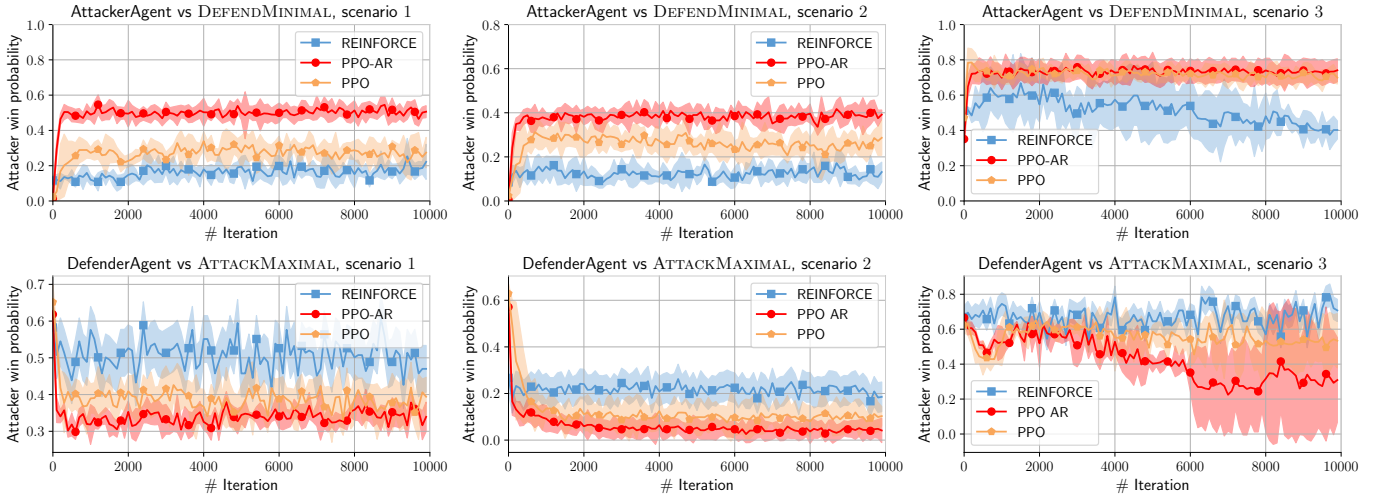 AttackerAgent vs DEFENDMINIMAL, scenario 1
Attacker win probability
1.0
0.8
0.6
0.4
0.2
0.0
REINFORCE
PPO-AR
PPO
0 2000 4000 6000 8000 10000
# Iteration
AttackerAgent vs DEFENDMINIMAL, scenario 2
Attacker win probability
0.8
0.6
0.4
0.2
0.0
REINFORCE
PPO-AR
PPO
0 2000 4000 6000 8000 10000
# Iteration
AttackerAgent vs DEFENDMINIMAL, scenario 3
Attacker win probability
1.0
0.8
0.6
0.4
0.2
0.0
REINFORCE
PPO-AR
PPO
0 2000 4000 6000 8000 10000
# Iteration
DefenderAgent vs ATTACKMAXIMAL, scenario 1
Attacker win probability
0.7
0.6
0.5
0.4
0.3
REINFORCE
PPO-AR
PPO
0 2000 4000 6000 8000 10000
# Iteration
DefenderAgent vs ATTACKMAXIMAL, scenario 2
Attacker win probability
0.6
0.4
0.2
0.0
REINFORCE
PPO AR
PPO
0 2000 4000 6000 8000 10000
# Iteration
DefenderAgent vs ATTACKMAXIMAL, scenario 3
Attacker win probability
0.8
0.6
0.4
0.2
0.0
REINFORCE
PPO AR
PPO
0 2000 4000 6000 8000 10000
# Iteration